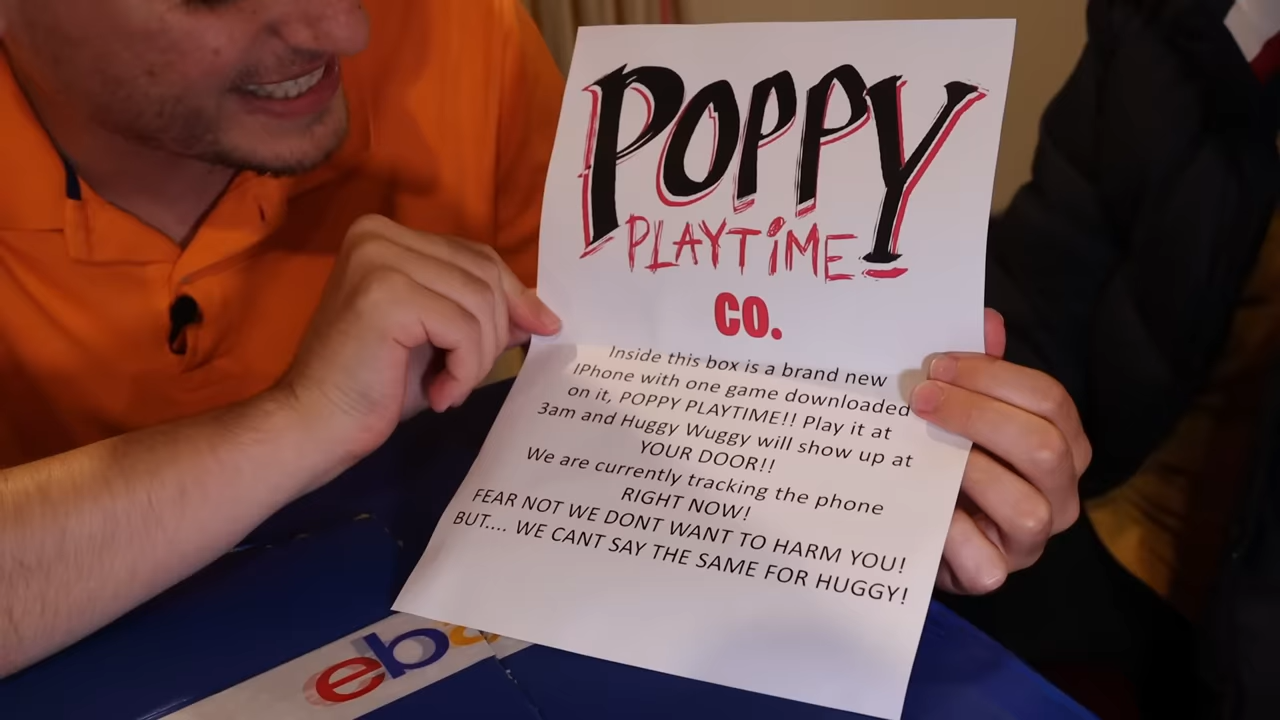 POPPY
PLAYTiME
CO.
Inside this box is a brand new
IPhone with one game downloaded
on it, POPPY PLAYTIME!! Play it at
3am and Huggy Wuggy will show up at
YOUR DOOR!!
We are currently tracking the phone
RIGHT NOW!
FEAR NOT WE DONT WANT TO HARM YOU!
BUT.... WE CANT SAY THE SAME FOR HUGGY!
eba